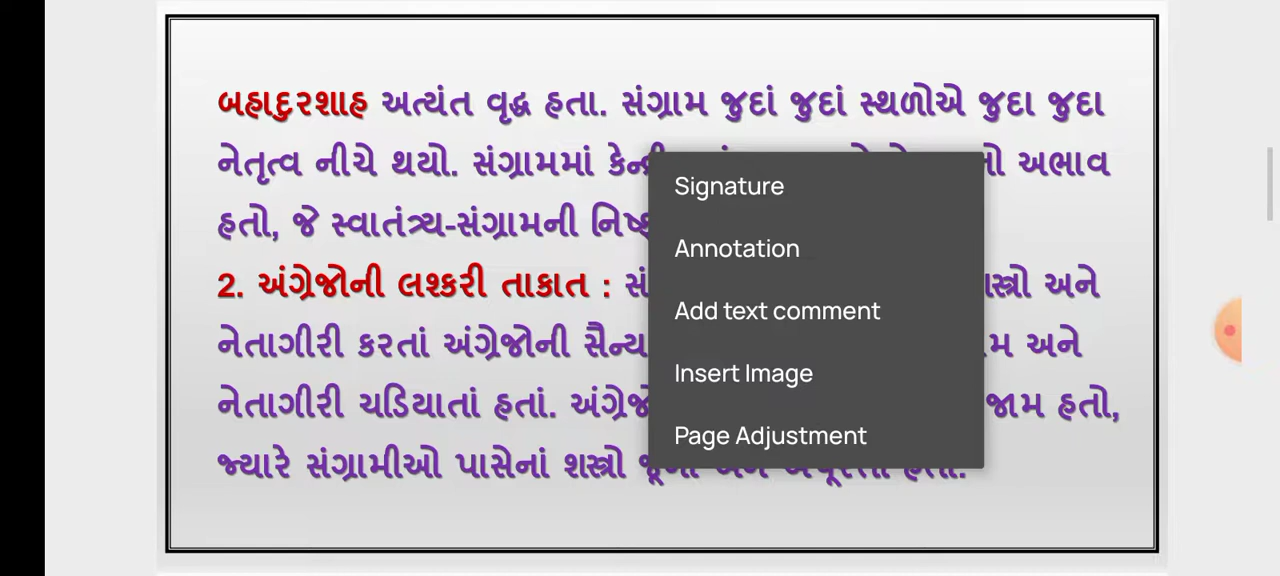 બહાદુરશાહ અત્યંત વૃદ્ધ હતા. સંગ્રામ જુદાં જુદાં સ્થળોએ જુદા જુદા
નેતૃત્વ નીચે થયો. સંગ્રામમાં અભાવ
હતો, જે સ્વાતંત્ર્ય-સંગ્રામની
2. અંગ્રેજોની લશ્કરી તાકાત : અને
નેતાગીરી કરતાં અંગ્રેજોની અને
નેતાગીરી ચડિયાતાં હતાં. હતો,
જ્યારે સંગ્રામીઓ પાસેનાં શસ્ત્રો
Signature
Annotation
Add text comment
Insert Image
Page Adjustment